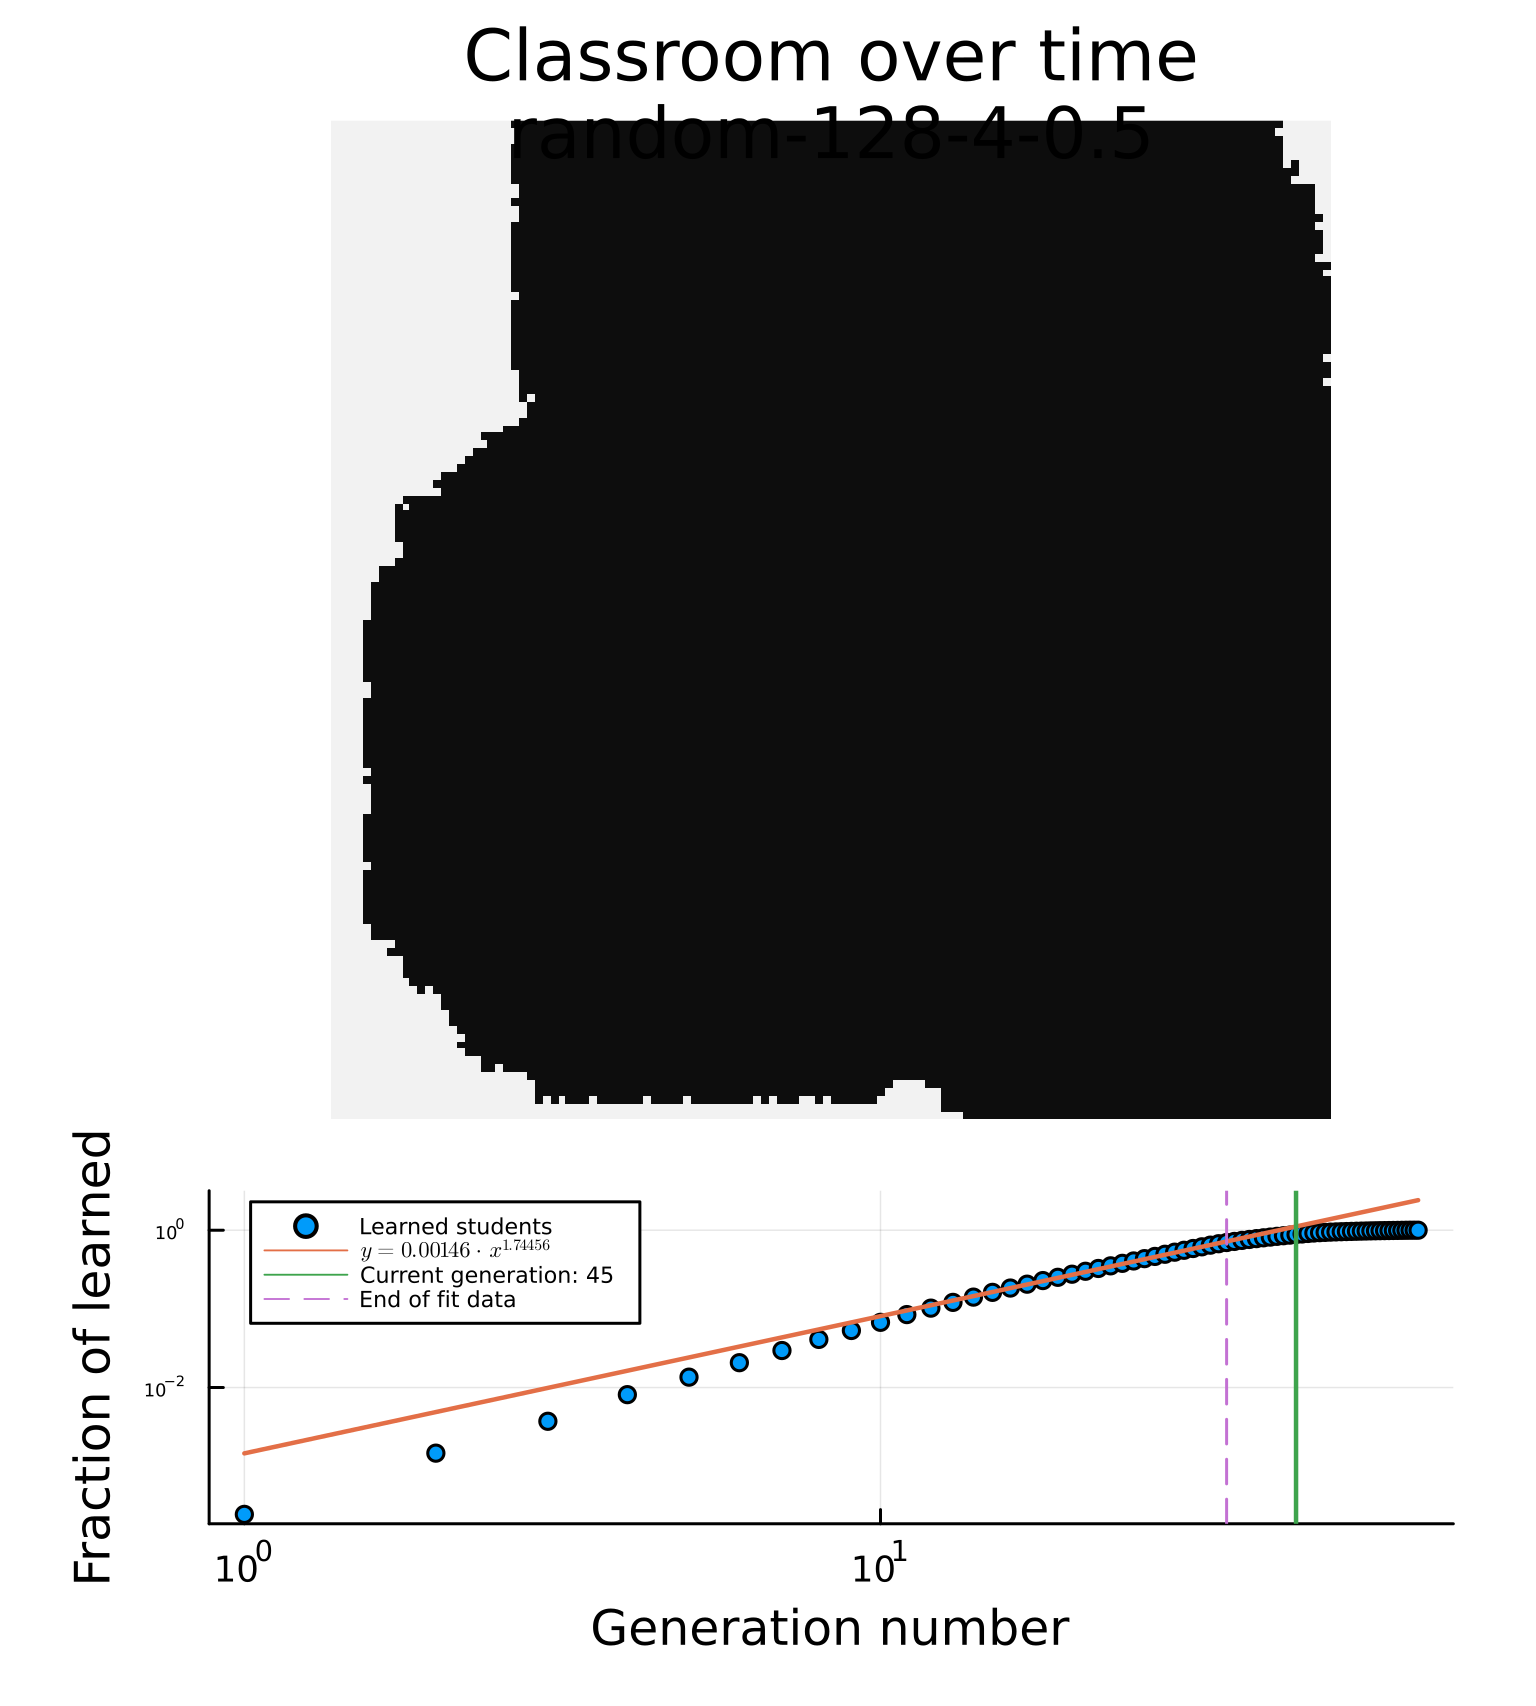 Classroom over time
random-128-4-0.5
Fraction of learned
10⁰
10⁻²
Learned students
y = 0.00146 · x^1.74456
Current generation: 45
End of fit data
10⁰
10¹
Generation number